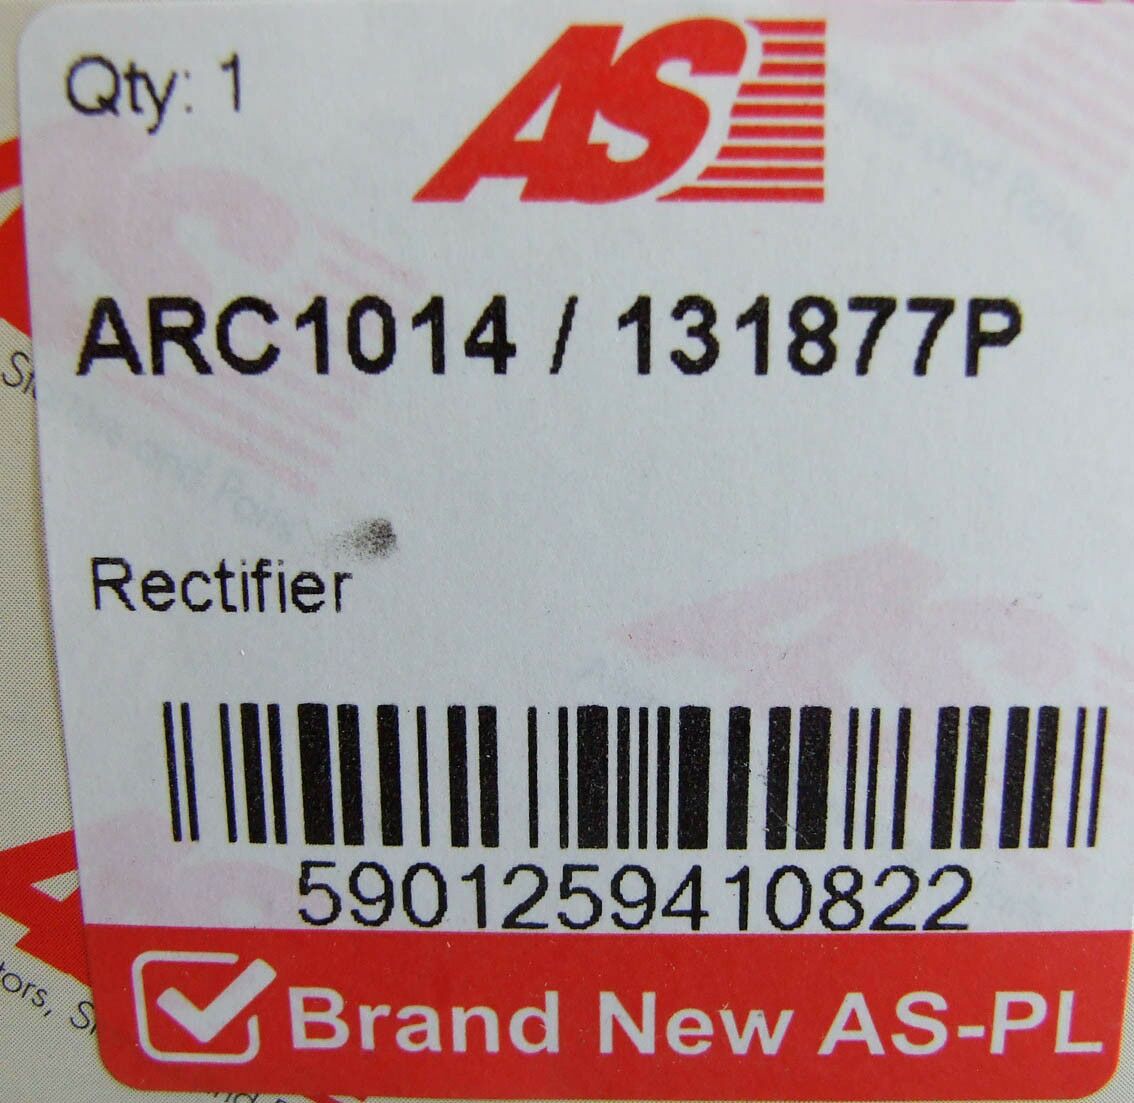 Qty: 1
AS
ARC1014 / 131877P
Rectifier
5901259410822
Brand New AS-PL